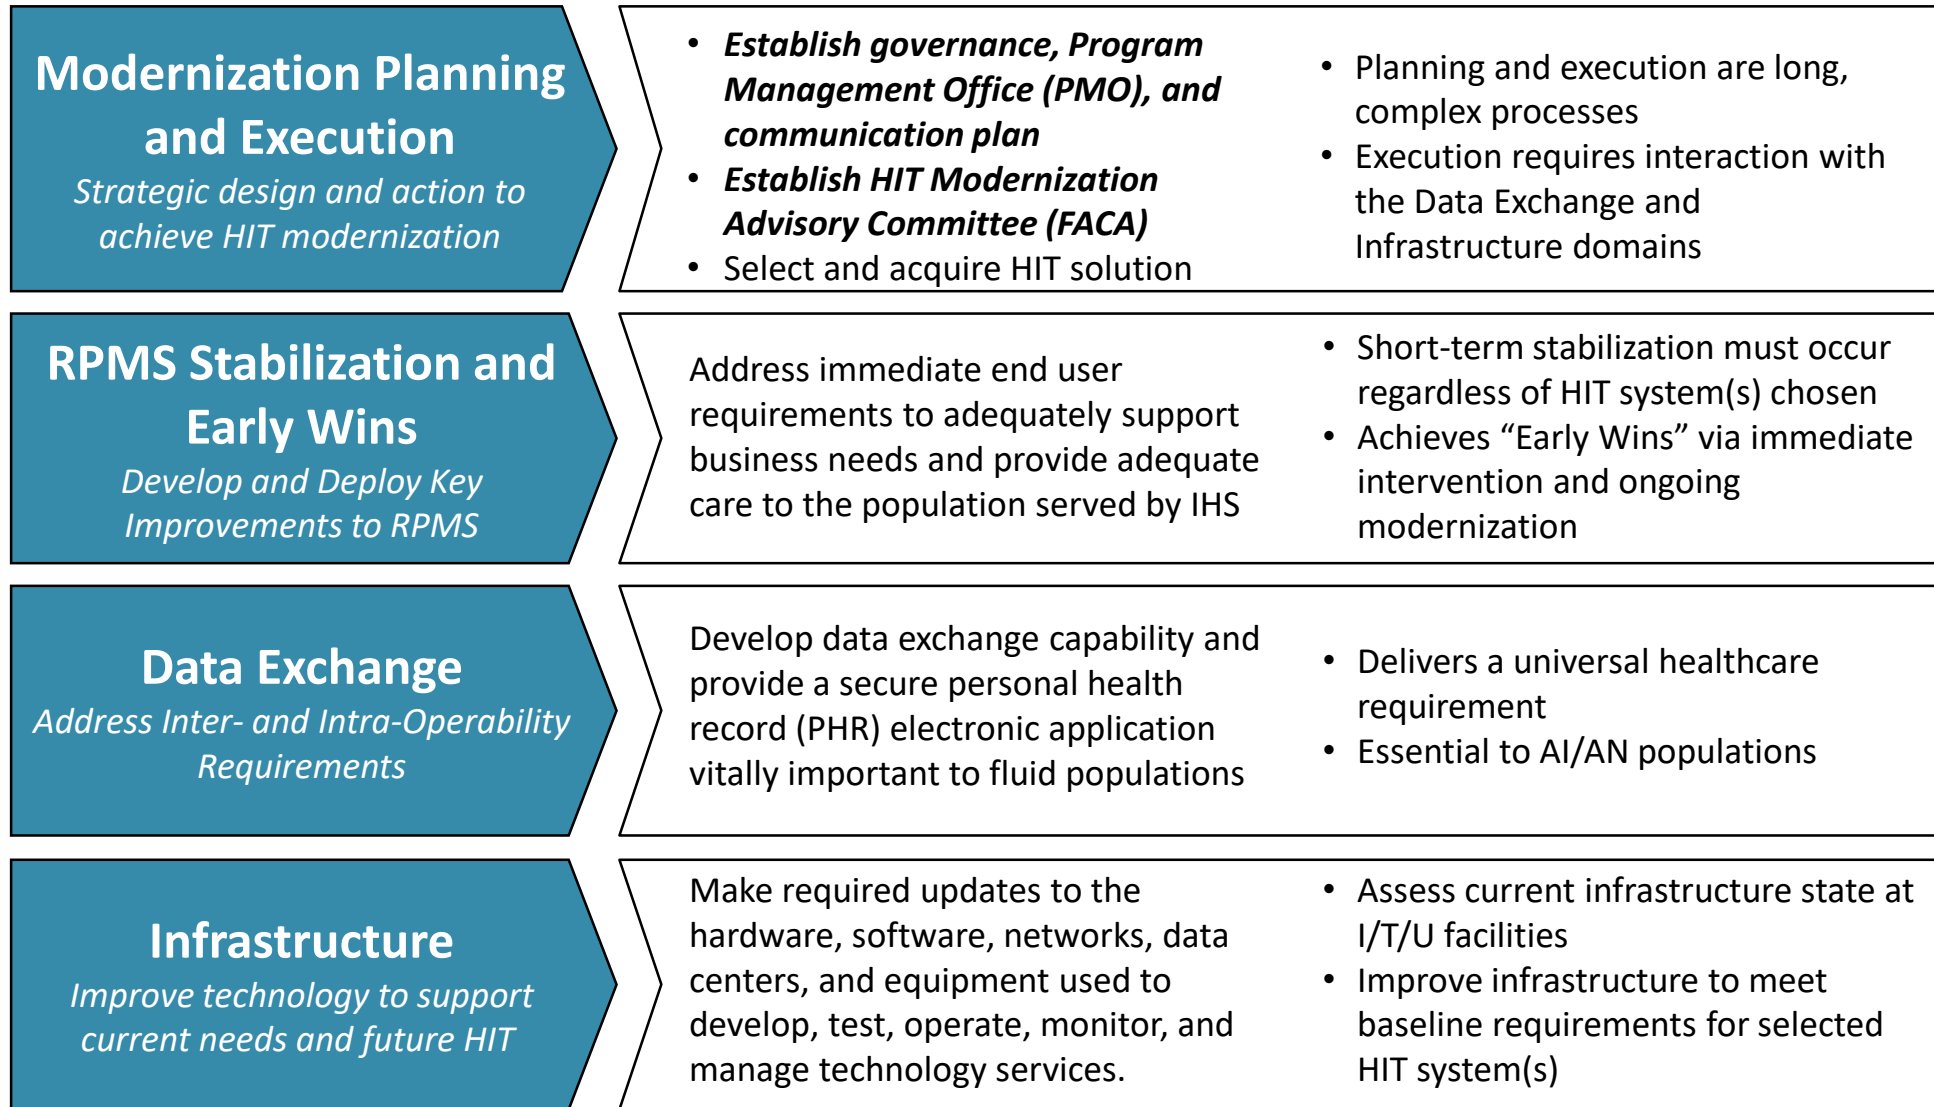 Modernization Planning
and Execution
Strategic design and action to
achieve HIT modernization
• Establish governance, Program
Management Office (PMO), and
communication plan
• Establish HIT Modernization
Advisory Committee (FACA)
• Select and acquire HIT solution
• Planning and execution are long,
complex processes
• Execution requires interaction with
the Data Exchange and
Infrastructure domains
RPMS Stabilization and
Early Wins
Develop and Deploy Key
Improvements to RPMS
Address immediate end user
requirements to adequately support
business needs and provide adequate
care to the population served by IHS
• Short-term stabilization must occur
regardless of HIT system(s) chosen
• Achieves “Early Wins” via immediate
intervention and ongoing
modernization
Data Exchange
Address Inter- and Intra-Operability
Requirements
Develop data exchange capability and
provide a secure personal health
record (PHR) electronic application
vitally important to fluid populations
• Delivers a universal healthcare
requirement
• Essential to AI/AN populations
Infrastructure
Improve technology to support
current needs and future HIT
Make required updates to the
hardware, software, networks, data
centers, and equipment used to
develop, test, operate, monitor, and
manage technology services.
• Assess current infrastructure state at
I/T/U facilities
• Improve infrastructure to meet
baseline requirements for selected
HIT system(s)